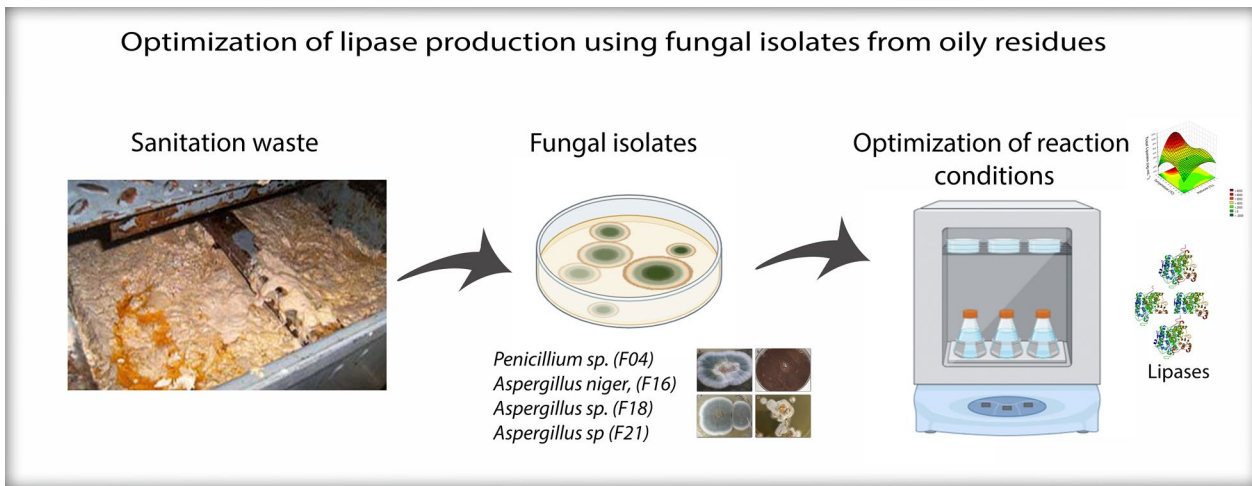 Optimization of lipase production using fungal isolates from oily residues
Sanitation waste
Fungal isolates
Optimization of reaction
conditions
Penicillium sp. (F04)
Aspergillus niger, (F16)
Aspergillus sp. (F18)
Aspergillus sp (F21)
Lipases